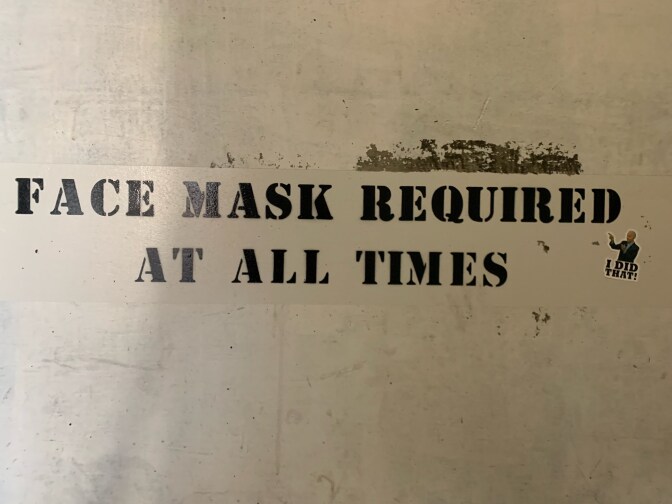 FACE MASK REQUIRED
AT ALL TIMES
I DID
THAT!